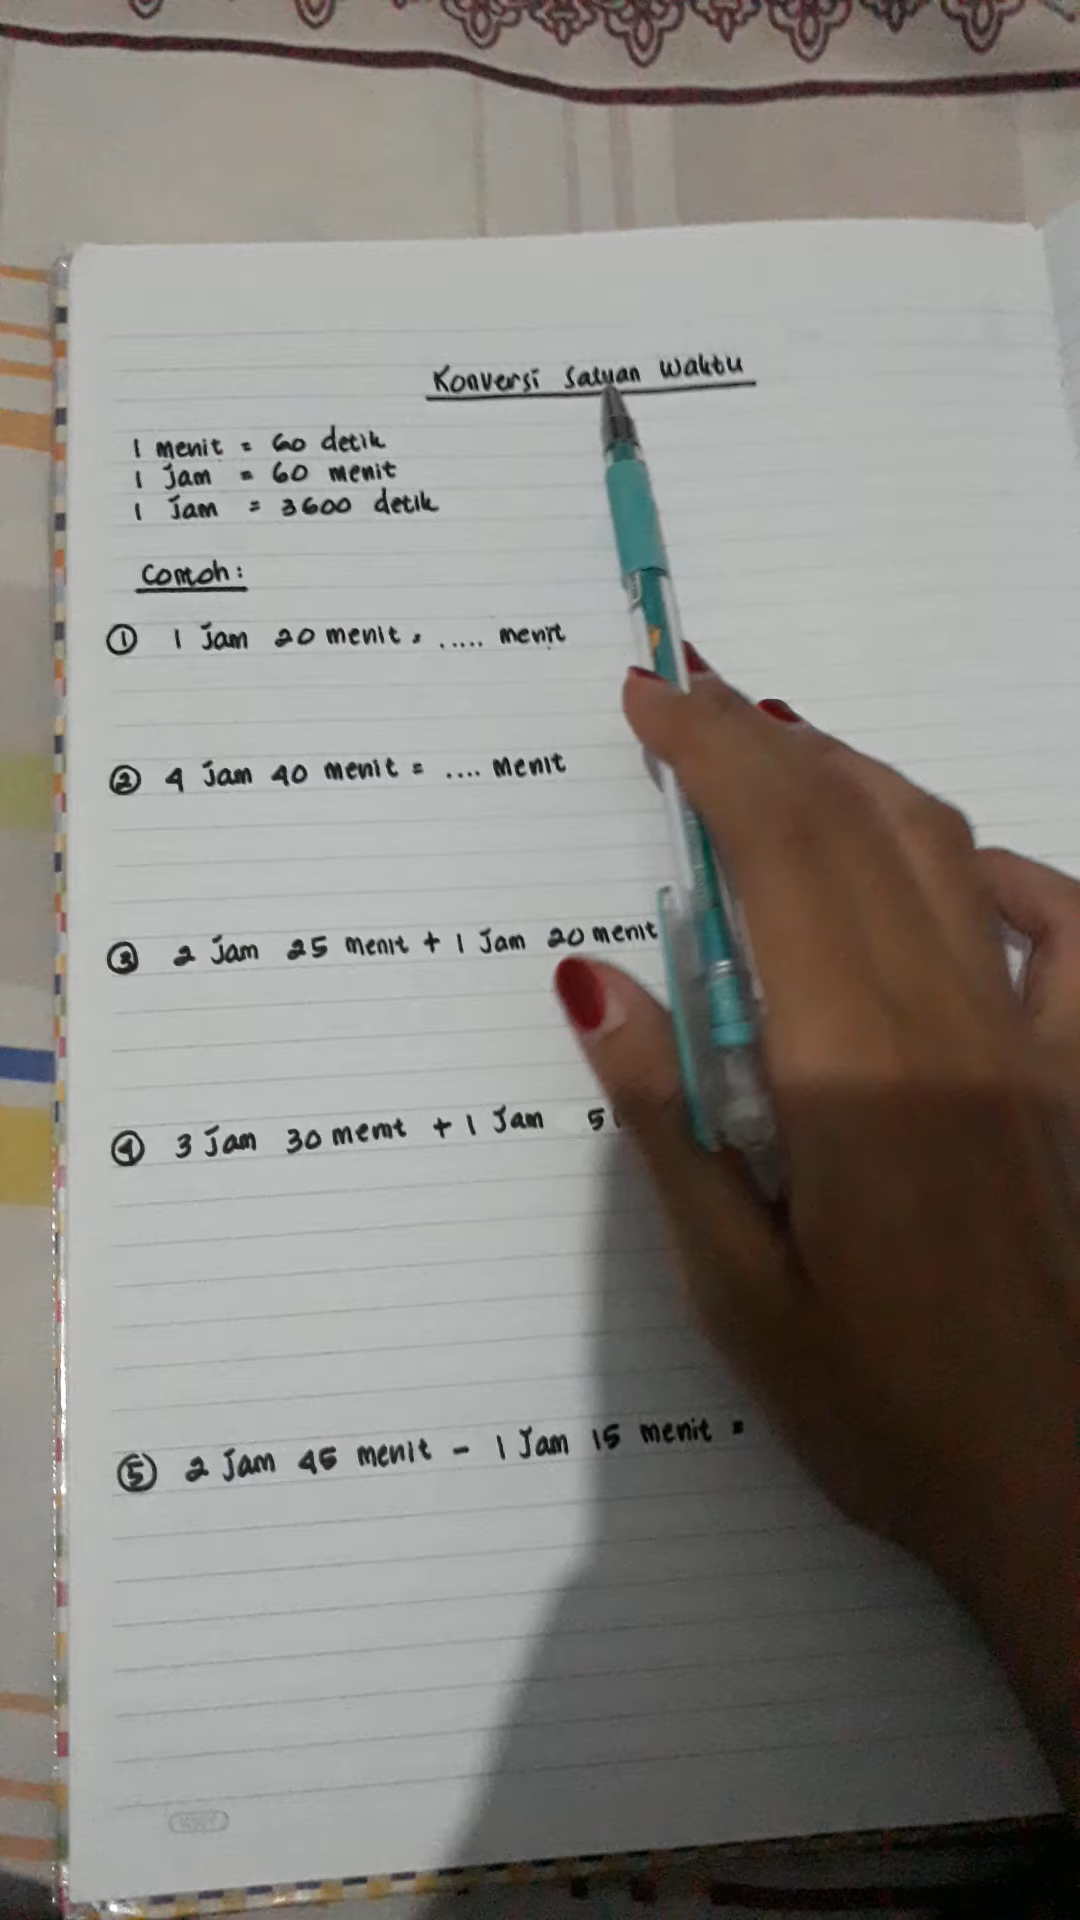 Konversi Satuan Waktu
1 menit = 60 detik
1 Jam = 60 menit
1 Jam = 3600 detik
Contoh:
① 1 Jam 20 menit = ..... menit
② 4 Jam 40 menit = .... menit
③ 2 Jam 25 menit + 1 Jam 20 menit
④ 3 Jam 30 menit + 1 Jam 5
⑤ 2 Jam 45 menit - 1 Jam 15 menit =